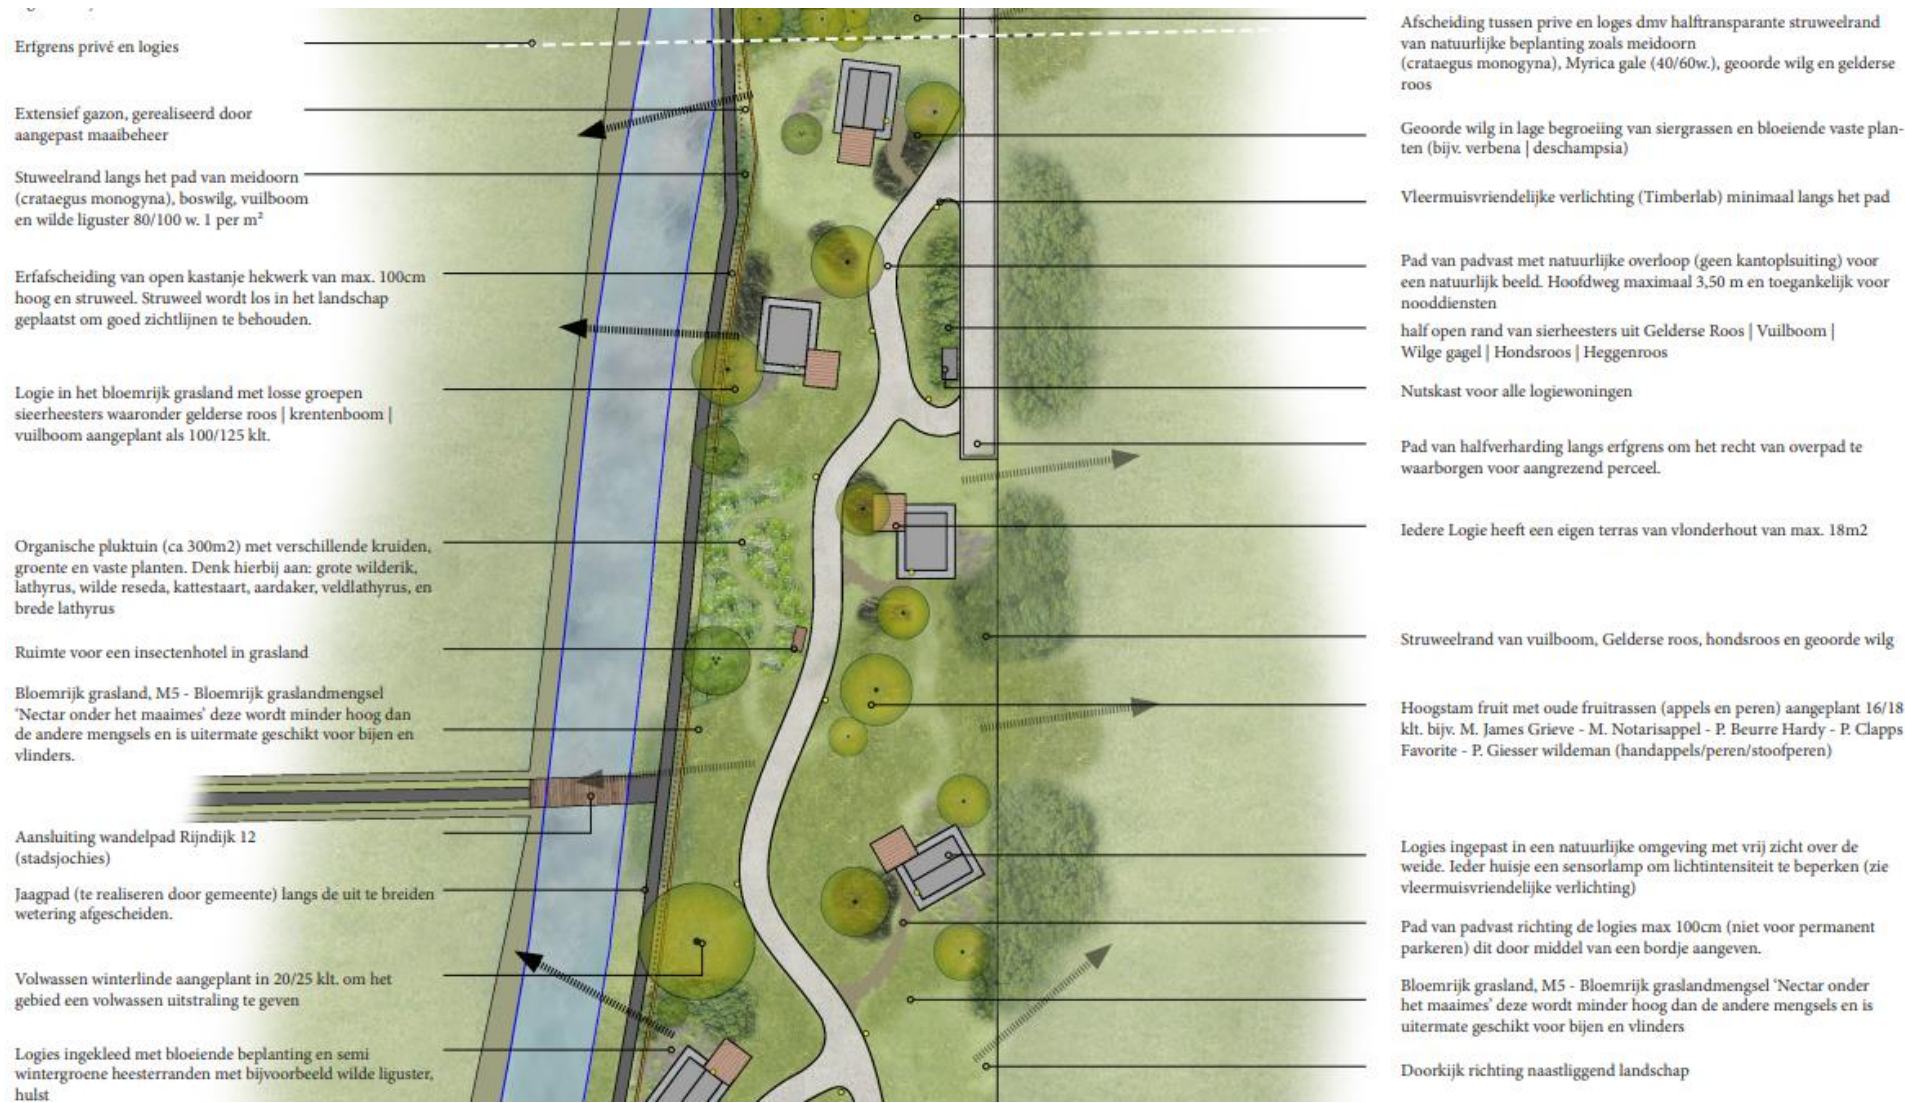 Erfgrens privé en logies
Extensief gazon, gerealiseerd door
aangepast maaibeheer
Stuweelrand langs het pad van meidoorn
(crataegus monogyna), boswilg, vuilboom
en wilde liguster 80/100 w. 1 per m²
Erfafscheiding van open kastanje hekwerk van max. 100cm
hoog en struweel. Struweel wordt los in het landschap
geplaatst om goed zichtlijnen te behouden.
Logie in het bloemrijk grasland met losse groepen
sieerheesters waaronder gelderse roos | krentenboom |
vuilboom aangeplant als 100/125 klt.
Organische pluktuin (ca 300m2) met verschillende kruiden,
groente en vaste planten. Denk hierbij aan: grote wilderik,
lathyrus, wilde reseda, kattestaart, aardaker, veldlathyrus, en
brede lathyrus
Ruimte voor een insectenhotel in grasland
Bloemrijk grasland, M5 - Bloemrijk graslandmengsel
'Nectar onder het maaimes' deze wordt minder hoog dan
de andere mengsels en is uitermate geschikt voor bijen en
vlinders.
Aansluiting wandelpad Rijndijk 12
(stadsjochies)
Jaagpad (te realiseren door gemeente) langs de uit te breiden
wetering afgescheiden.
Volwassen winterlinde aangeplant in 20/25 klt. om het
gebied een volwassen uitstraling te geven
Logies ingekleed met bloeiende beplanting en semi
wintergroene heesterranden met bijvoorbeeld wilde liguster,
hulst
Afscheiding tussen prive en loges dmv halftransparante struweelrand
van natuurlijke beplanting zoals meidoorn
(crataegus monogyna), Myrica gale (40/60w.), geoorde wilg en gelderse
roos
Geoorde wilg in lage begroeiing van siergrassen en bloeiende vaste plan-
ten (bijv. verbena | deschampsia)
Vleermuisvriendelijke verlichting (Timberlab) minimaal langs het pad
Pad van padvast met natuurlijke overloop (geen kantoplsuiting) voor
een natuurlijk beeld. Hoofdweg maximaal 3,50 m en toegankelijk voor
nooddiensten
half open rand van sierheesters uit Gelderse Roos | Vuilboom |
Wilge gagel | Hondsroos | Heggenroos
Nutskast voor alle logiewoningen
Pad van halfverharding langs erfgrens om het recht van overpad te
waarborgen voor aangrezend perceel.
Iedere Logie heeft een eigen terras van vlonderhout van max. 18m2
Struweelrand van vuilboom, Gelderse roos, hondsroos en geoorde wilg
Hoogstam fruit met oude fruitrassen (appels en peren) aangeplant 16/18
klt. bijv. M. James Grieve - M. Notarisappel - P. Beurre Hardy - P. Clapps
Favorite - P. Giesser wildeman (handappels/peren/stoofperen)
Logies ingepast in een natuurlijke omgeving met vrij zicht over de
weide. Ieder huisje een sensorlamp om lichtintensiteit te beperken (zie
vleermuisvriendelijke verlichting)
Pad van padvast richting de logies max 100cm (niet voor permanent
parkeren) dit door middel van een bordje aangeven.
Bloemrijk grasland, M5 - Bloemrijk graslandmengsel 'Nectar onder
het maaimes' deze wordt minder hoog dan de andere mengsels en is
uitermate geschikt voor bijen en vlinders
Doorkijk richting naastliggend landschap